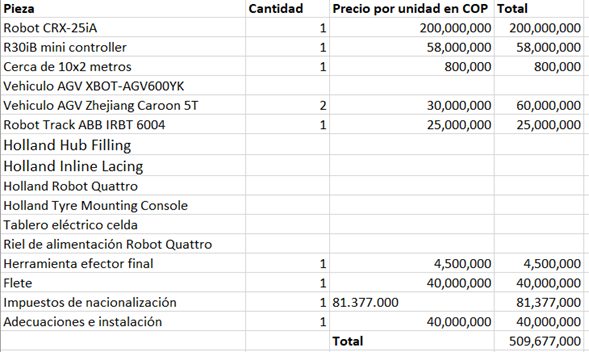 Pieza Cantidad Precio por unidad en COP Total
Robot CRX-25iA 1 200,000,000 200,000,000
R30iB mini controller 1 58,000,000 58,000,000
Cerca de 10x2 metros 1 800,000 800,000
Vehiculo AGV XBOT-AGV600YK
Vehiculo AGV Zhejiang Caroon 5T 2 30,000,000 60,000,000
Robot Track ABB IRBT 6004 1 25,000,000 25,000,000
Holland Hub Filling
Holland Inline Lacing
Holland Robot Quattro
Holland Tyre Mounting Console
Tablero eléctrico celda
Riel de alimentación Robot Quattro
Herramienta efector final 1 4,500,000 4,500,000
Flete 1 40,000,000 40,000,000
Impuestos de nacionalización 1 81.377.000 81,377,000
Adecuaciones e instalación 1 40,000,000 40,000,000
Total 509,677,000